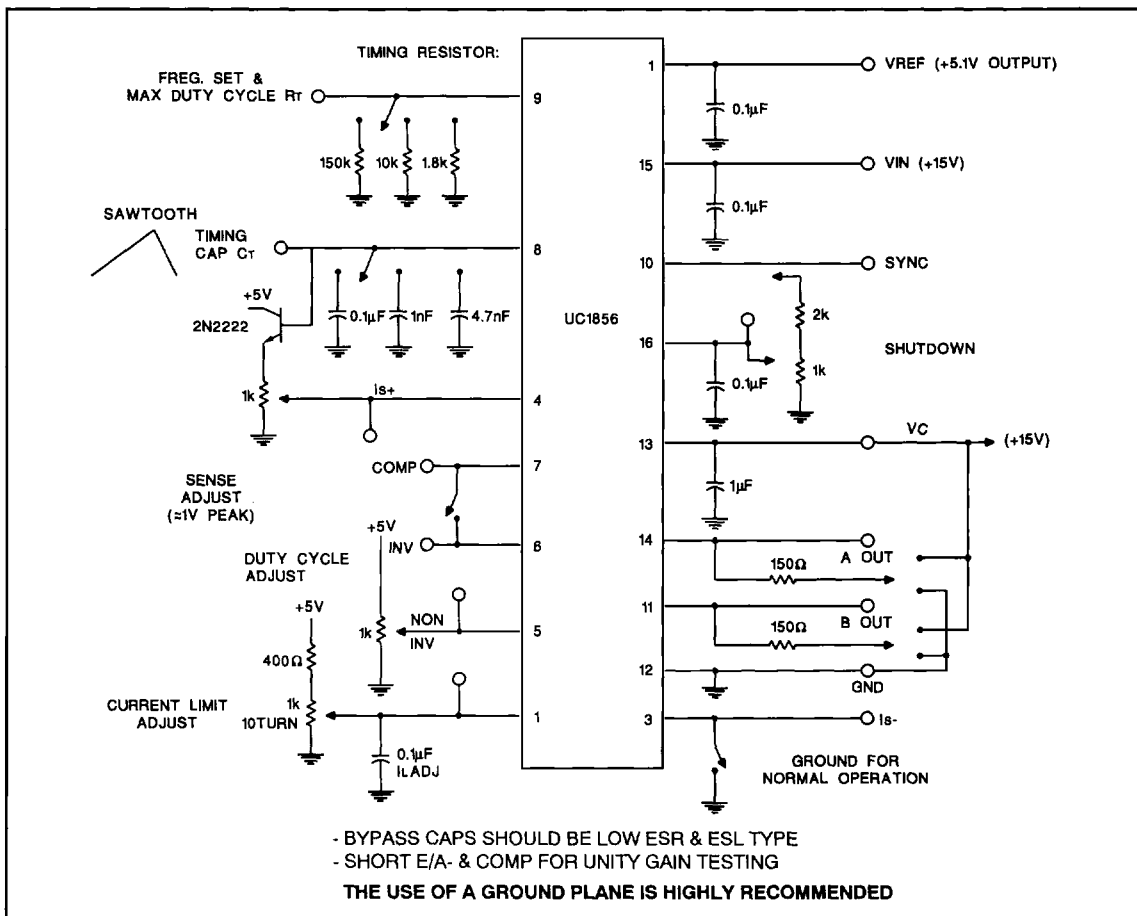 TIMING RESISTOR:
FREG. SET &
MAX DUTY CYCLE RT
9
150k
10k
1.8k
SAWTOOTH
TIMING
CAP CT
8
+5V
2N2222
0.1µF
1nF
4.7nF
1k
Is+
4
COMP
7
SENSE
ADJUST
(≈1V PEAK)
+5V
INV
6
DUTY CYCLE
ADJUST
+5V
1k
NON
INV
5
400Ω
CURRENT LIMIT
ADJUST
1k
10TURN
1
0.1µF
ILADJ
UC1856
1
VREF (+5.1V OUTPUT)
0.1µF
15
VIN (+15V)
0.1µF
10
SYNC
2k
16
SHUTDOWN
0.1µF
1k
13
VC
(+15V)
1µF
14
A OUT
150Ω
11
B OUT
150Ω
12
GND
3
Is-
GROUND FOR
NORMAL OPERATION
- BYPASS CAPS SHOULD BE LOW ESR & ESL TYPE
- SHORT E/A- & COMP FOR UNITY GAIN TESTING
THE USE OF A GROUND PLANE IS HIGHLY RECOMMENDED